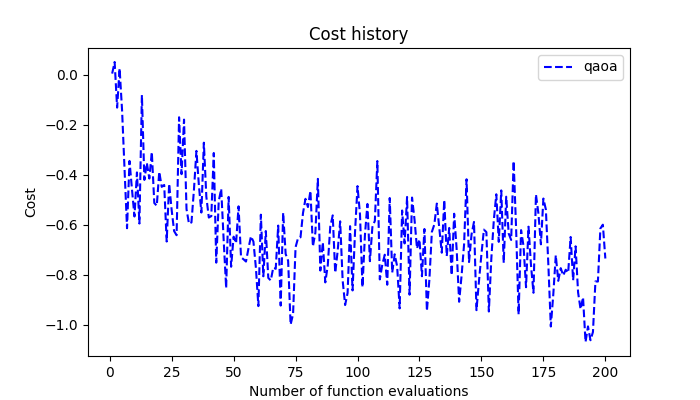 Cost history
qaoa
0.0
−0.2
−0.4
−0.6
−0.8
−1.0
Cost
0 25 50 75 100 125 150 175 200
Number of function evaluations